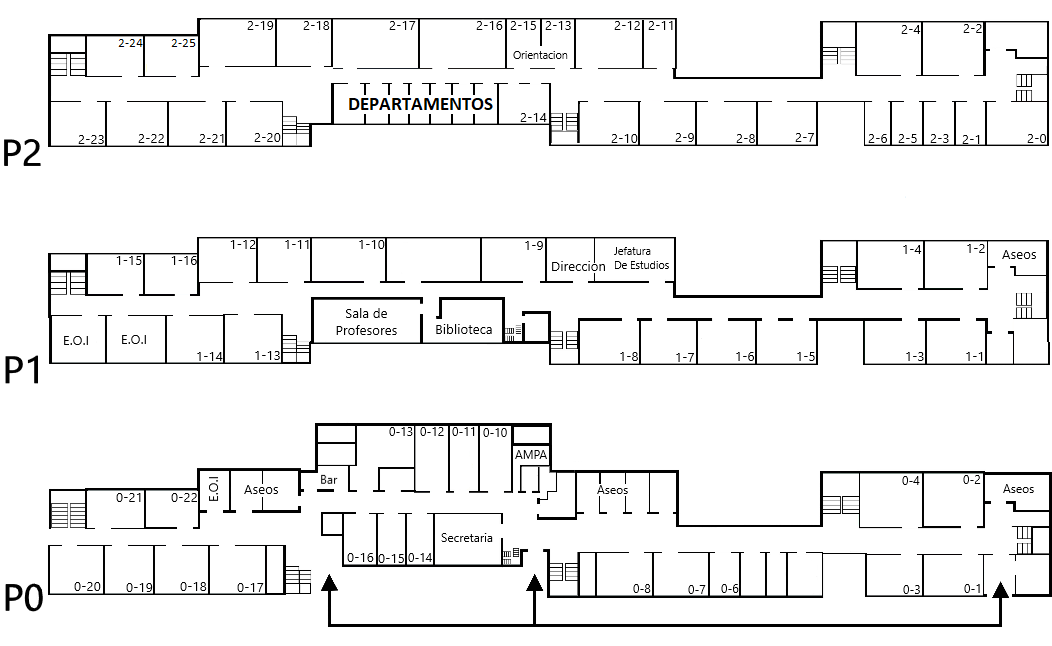 2-19 2-18 2-17 2-16 2-15 2-13 2-12 2-11
2-4 2-2
2-24 2-25
Orientacion
DEPARTAMENTOS
2-14
2-23 2-22 2-21 2-20
2-10 2-9 2-8 2-7 2-6 2-5 2-3 2-1 2-0
P2
1-12 1-11 1-10 1-9
1-4 1-2
Aseos
1-15 1-16
Direccion
Jefatura
De Estudios
Sala de
Profesores
Biblioteca
E.O.I E.O.I
1-14 1-13
1-8 1-7 1-6 1-5 1-3 1-1
P1
0-13 0-12 0-11 0-10
AMPA
Bar
0-4 0-2
Aseos
E.O.I
Aseos
Aseos
0-21 0-22
Secretaria
0-16 0-15 0-14
0-20 0-19 0-18 0-17
0-8 0-7 0-6 0-3 0-1
P0